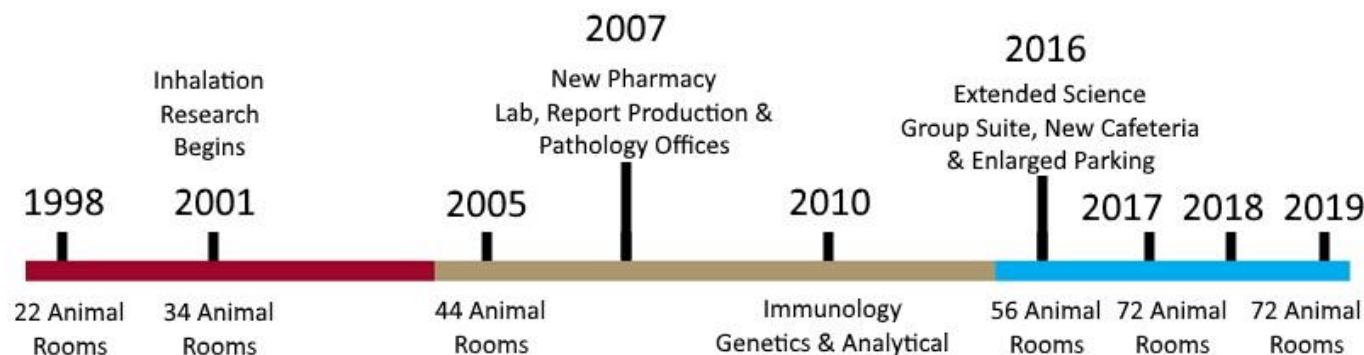 2007
New Pharmacy
Lab, Report Production &
Pathology Offices
2016
Extended Science
Group Suite, New Cafeteria
& Enlarged Parking
Inhalation
Research
Begins
1998
2001
2005
2010
2017
2018
2019
22 Animal
Rooms
34 Animal
Rooms
44 Animal
Rooms
Immunology
Genetics & Analytical
56 Animal
Rooms
72 Animal
Rooms
72 Animal
Rooms